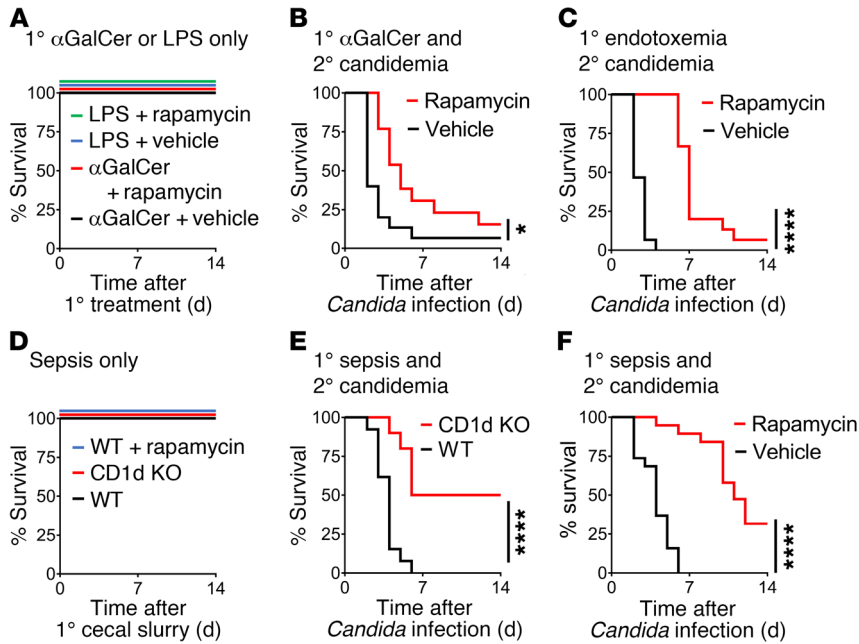 A
1° αGalCer or LPS only
% Survival
100
75
50
25
0
LPS + rapamycin
LPS + vehicle
αGalCer
+ rapamycin
αGalCer + vehicle
0 7 14
Time after
1° treatment (d)
B
1° αGalCer and
2° candidemia
% Survival
100
75
50
25
0
Rapamycin
Vehicle
*
0 7 14
Time after
Candida infection (d)
C
1° endotoxemia
2° candidemia
% Survival
100
75
50
25
0
Rapamycin
Vehicle
****
0 7 14
Time after
Candida infection (d)
D
Sepsis only
% Survival
100
75
50
25
0
WT + rapamycin
CD1d KO
WT
0 7 14
Time after
1° cecal slurry (d)
E
1° sepsis and
2° candidemia
% Survival
100
75
50
25
0
CD1d KO
WT
****
0 7 14
Time after
Candida infection (d)
F
1° sepsis and
2° candidemia
% survival
100
75
50
25
0
Rapamycin
Vehicle
****
0 7 14
Time after
Candida infection (d)